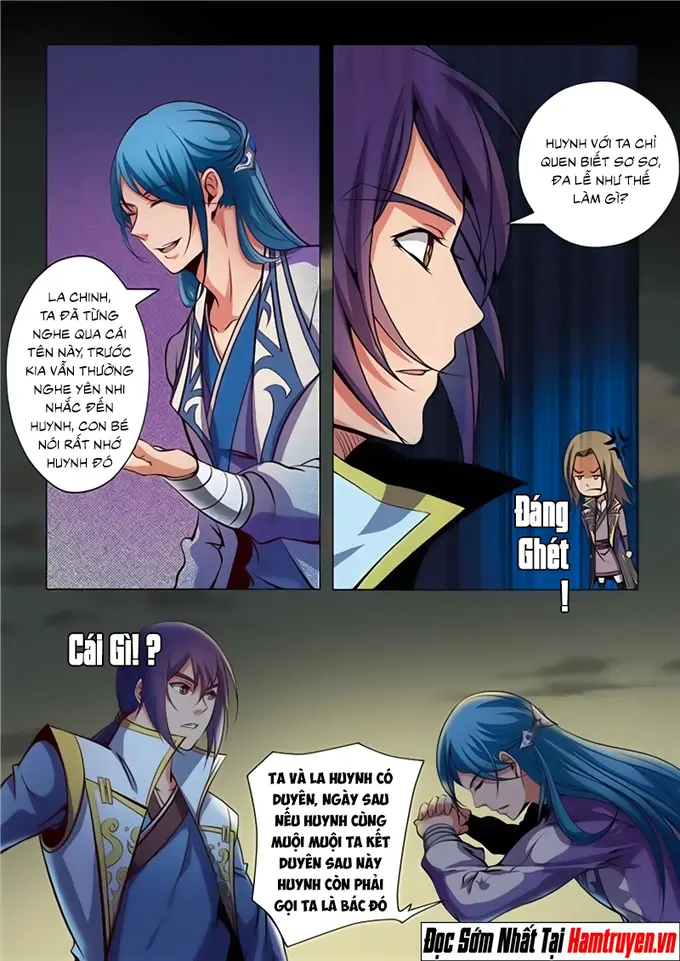 LA CHINH,
TA ĐÃ TỪNG
NGHE QUA CÁI
TÊN NÀY, TRƯỚC
KIA VẪN THƯỜNG
NGHE YÊN NHI
NHẮC ĐẾN
HUYNH, CON BÉ
NÓI RẤT NHỚ
HUYNH ĐÓ
HUYNH VỚI TA CHỈ
QUEN BIẾT SƠ SƠ,
ĐA LỄ NHƯ THẾ
LÀM GÌ?
Đáng
Ghét
!
Cái Gì! ?
TA VÀ LA HUYNH CÓ
DUYÊN, NGÀY SAU
NẾU HUYNH CÙNG
MUỘI MUỘI TA KẾT
DUYÊN SAU NÀY
HUYNH CÒN PHẢI
GỌI TA LÀ BÁC ĐÓ
Đọc Sớm Nhất Tại Hamtruyen.vn